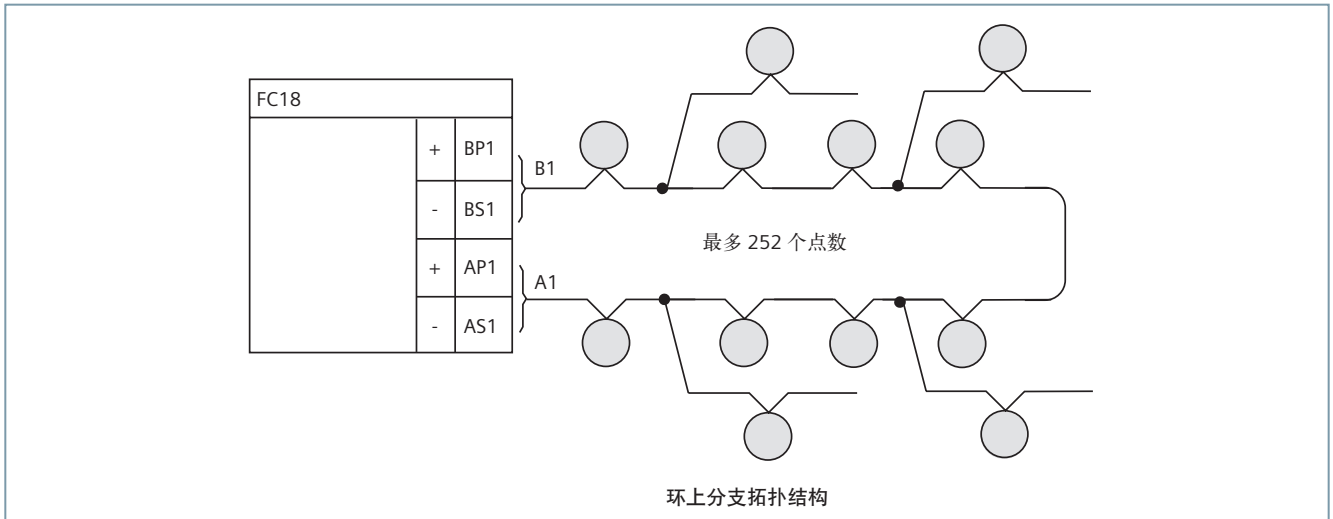 FC18
+ BP1
- BS1
+ AP1
- AS1
B1
A1
最多 252 个点数
环上分支拓扑结构